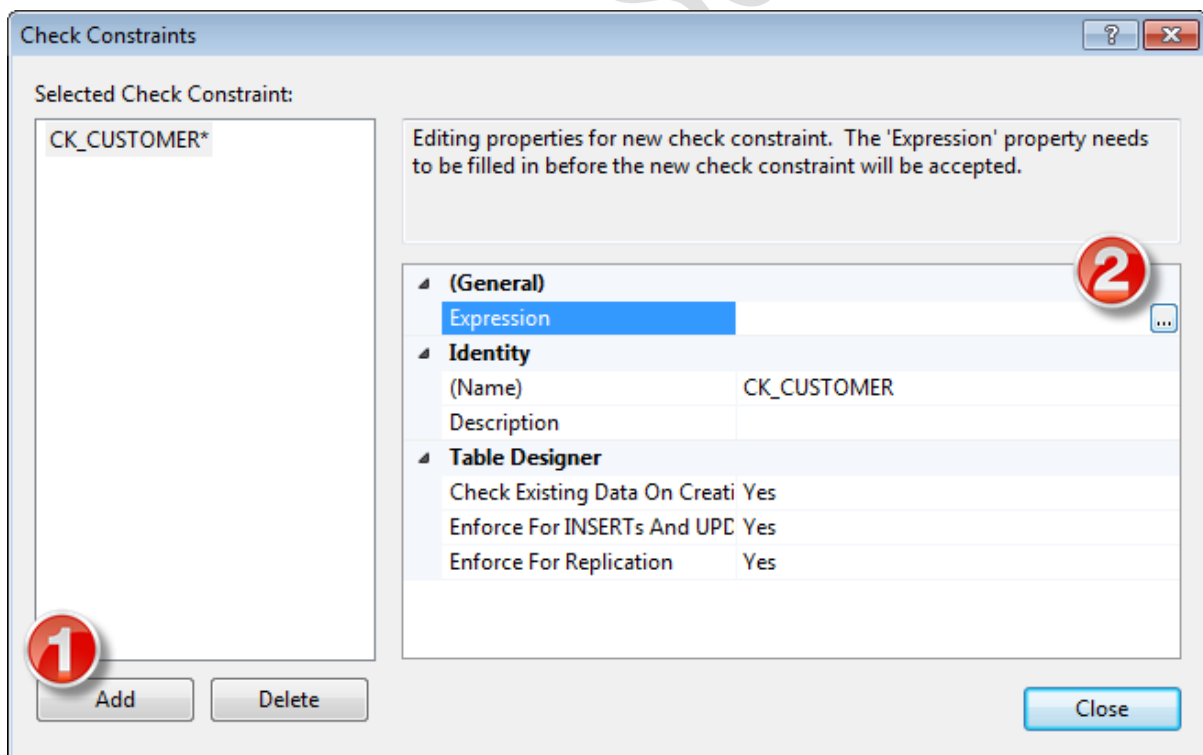 Check Constraints
Selected Check Constraint:
CK_CUSTOMER*
Editing properties for new check constraint.  The 'Expression' property needs
to be filled in before the new check constraint will be accepted.
2
(General)
Expression ...
Identity
(Name) CK_CUSTOMER
Description
Table Designer
Check Existing Data On Creati Yes
Enforce For INSERTs And UPD Yes
Enforce For Replication Yes
1
Add Delete
Close